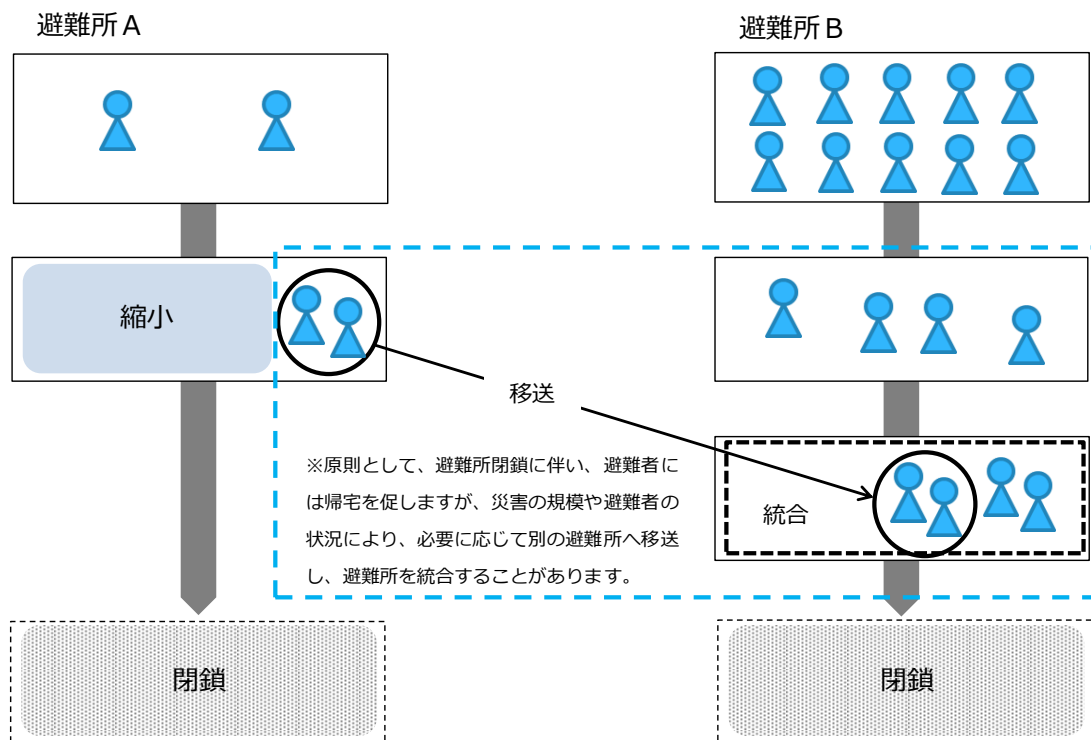 避難所A
避難所B
縮小
移送
※原則として、避難所閉鎖に伴い、避難者に
は帰宅を促しますが、災害の規模や避難者の
状況により、必要に応じて別の避難所へ移送
し、避難所を統合することがあります。
統合
閉鎖
閉鎖